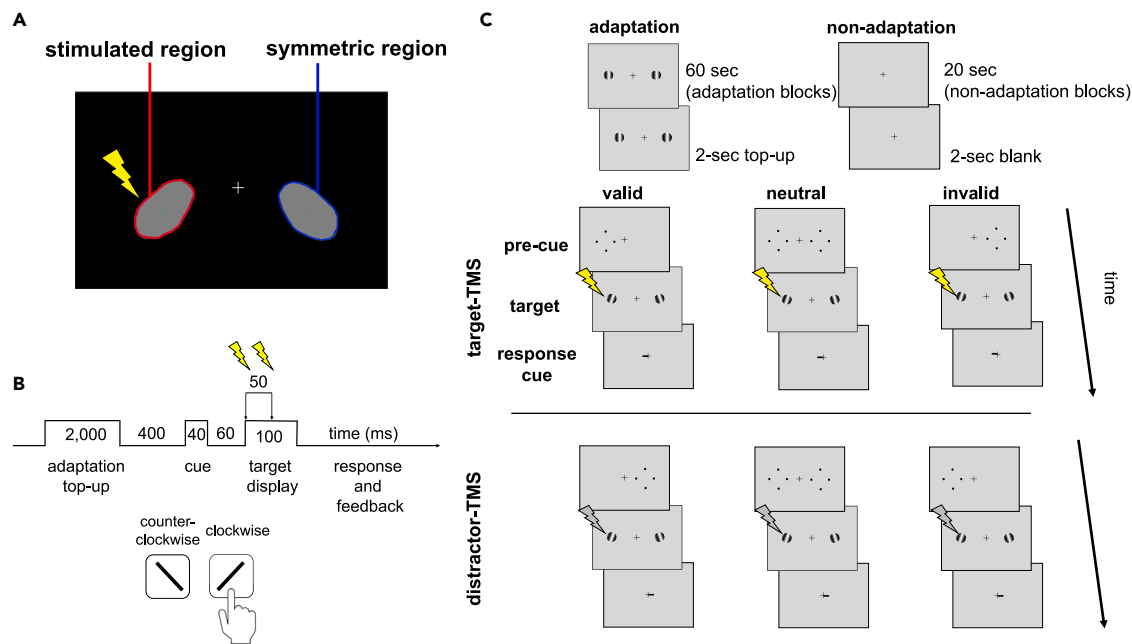 A
stimulated region
symmetric region
B
50
2,000
400
40
60
100
time (ms)
adaptation
top-up
cue
target
display
response
and
feedback
counter-
clockwise
clockwise
C
adaptation
non-adaptation
60 sec
(adaptation blocks)
20 sec
(non-adaptation blocks)
2-sec top-up
2-sec blank
valid
neutral
invalid
target-TMS
pre-cue
target
response
cue
time
distractor-TMS